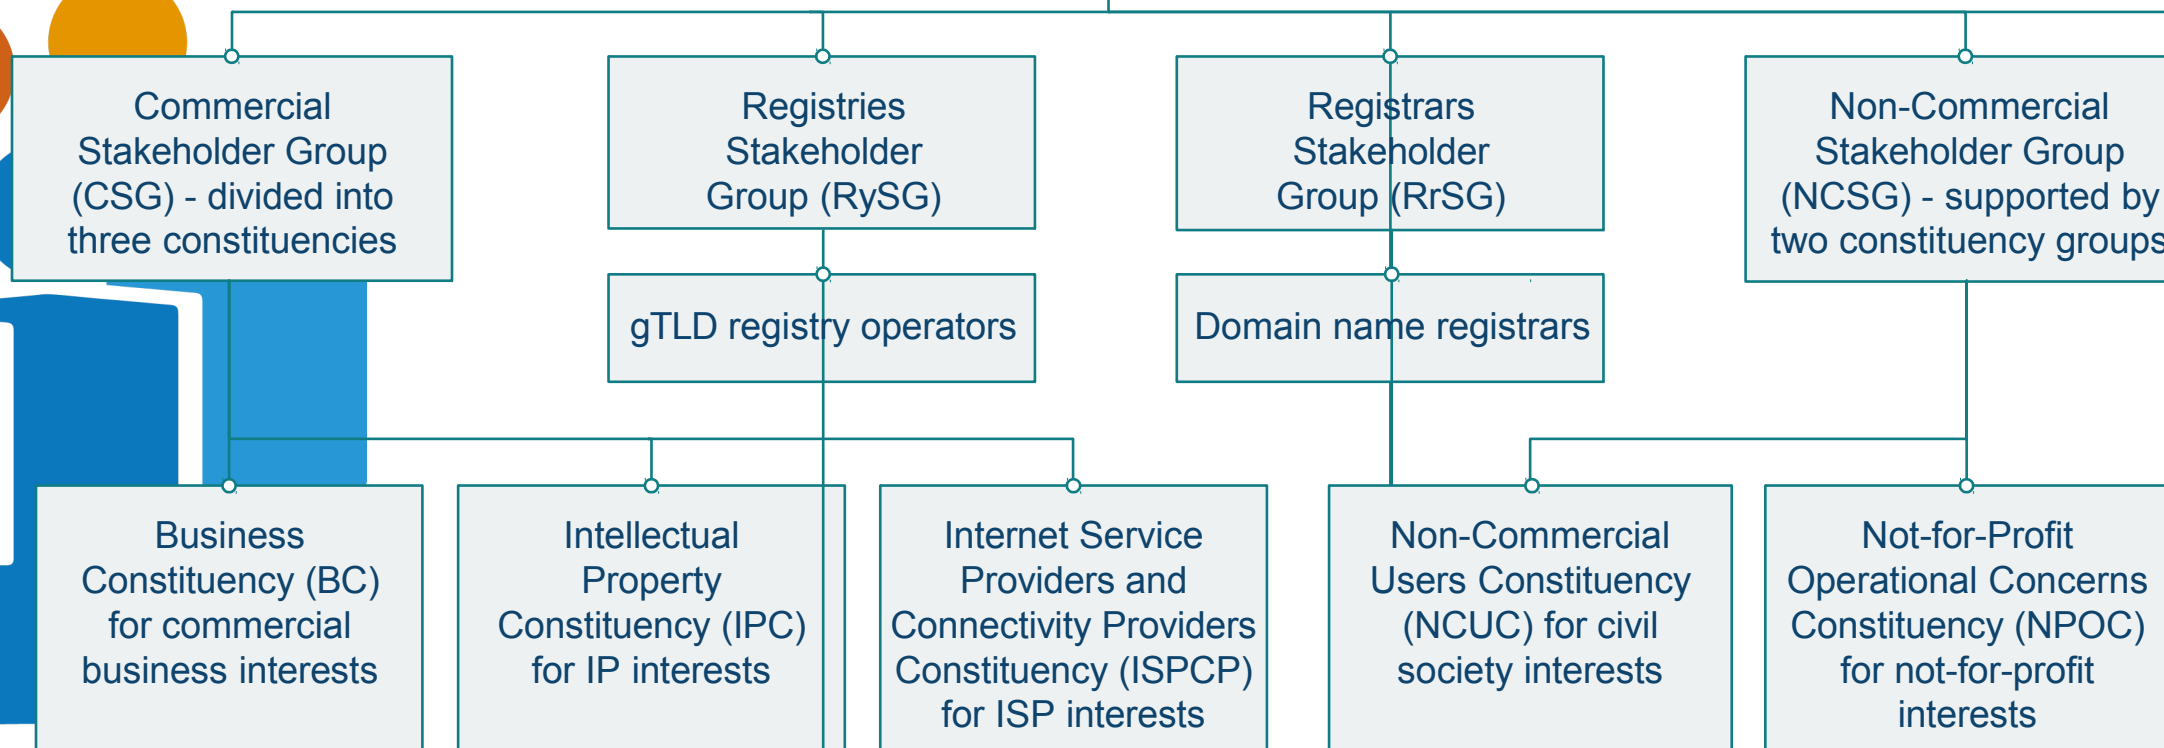 Commercial
Stakeholder Group
(CSG) - divided into
three constituencies
Registries
Stakeholder
Group (RySG)
Registrars
Stakeholder
Group (RrSG)
Non-Commercial
Stakeholder Group
(NCSG) - supported by
two constituency groups
gTLD registry operators
Domain name registrars
Business
Constituency (BC)
for commercial
business interests
Intellectual
Property
Constituency (IPC)
for IP interests
Internet Service
Providers and
Connectivity Providers
Constituency (ISPCP)
for ISP interests
Non-Commercial
Users Constituency
(NCUC) for civil
society interests
Not-for-Profit
Operational Concerns
Constituency (NPOC)
for not-for-profit
interests